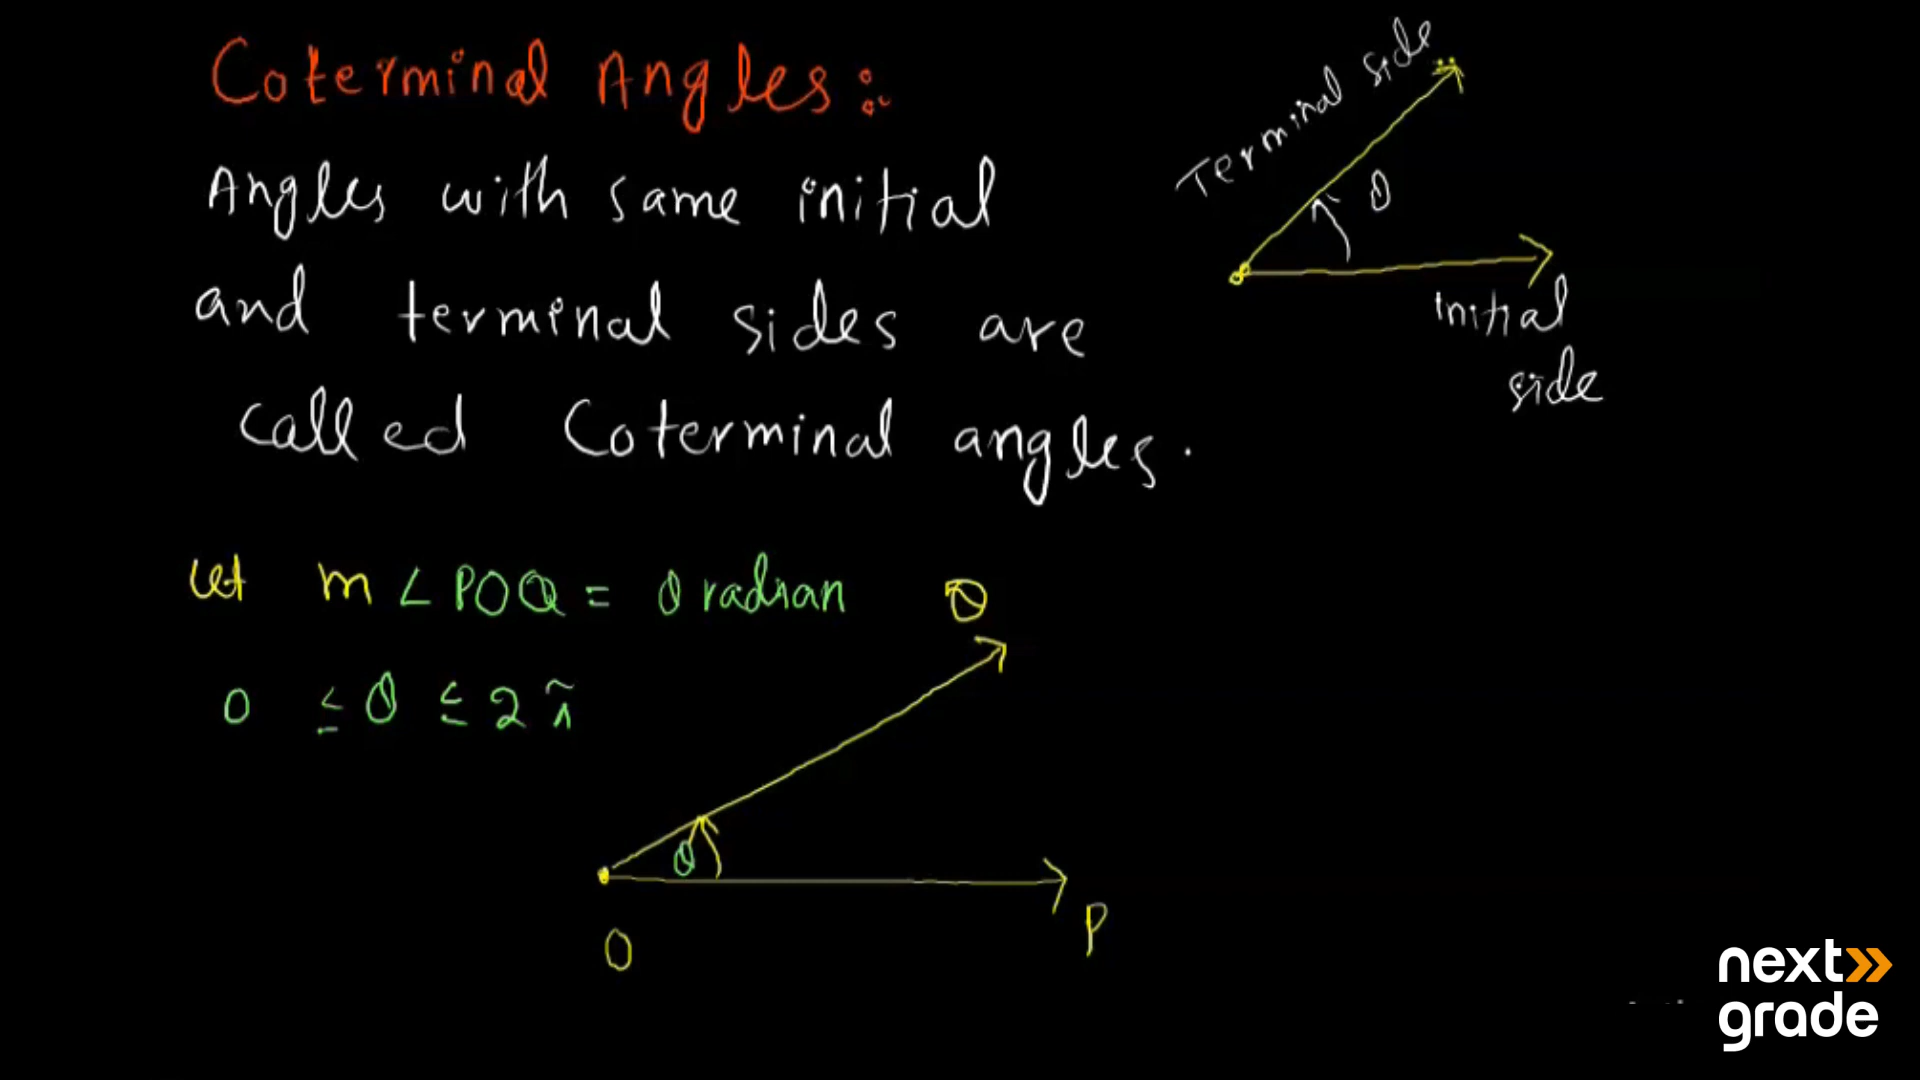 Coterminal Angles:
Angles with same initial
and terminal sides are
called Coterminal angles.
Terminal side
θ
initial
side
Let m∠POQ = θ radian
0 ≤ θ ≤ 2π
Q
θ
O
P
next
grade